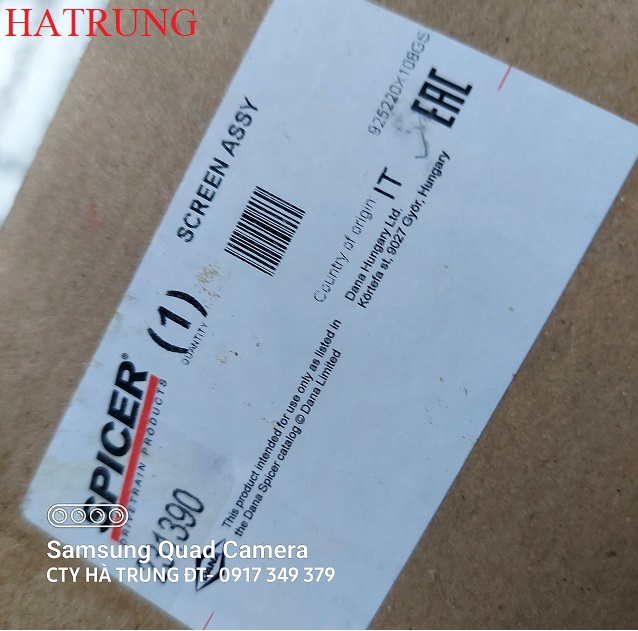 HATRUNG
SPICER®
DRIVETRAIN PRODUCTS
(1)
QUANTITY
SCREEN ASSY
925220X108GS
EAC
Country of origin IT
Dana Hungary Ltd.
Körtefa st, 9027 Győr, Hungary
This product intended for use only as listed in
the Dana Spicer catalog © Dana Limited
Samsung Quad Camera
CTY HÀ TRUNG ĐT- 0917 349 379